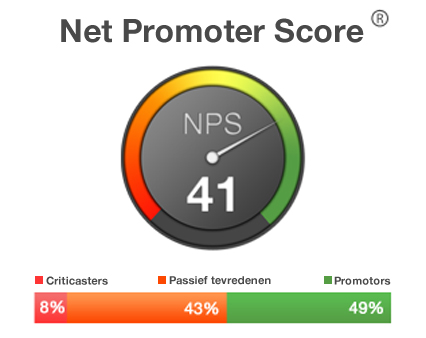 Net Promoter Score ®
NPS
41
Criticasters Passief tevredenen Promotors
8% 43% 49%